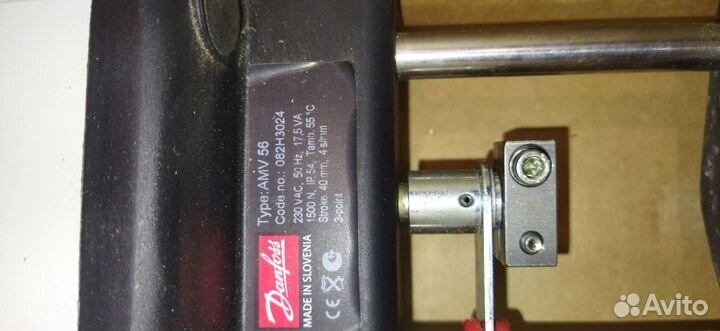 Type: AMV 56
Code no.: 082H3024
230 VAC, 50 Hz, 17,5 VA
1500 N, IP 54, Tamb. 55 °C
Stroke: 40 mm, 4 s/mm
3-point
Danfoss
MADE IN SLOVENIA
CE
Avito